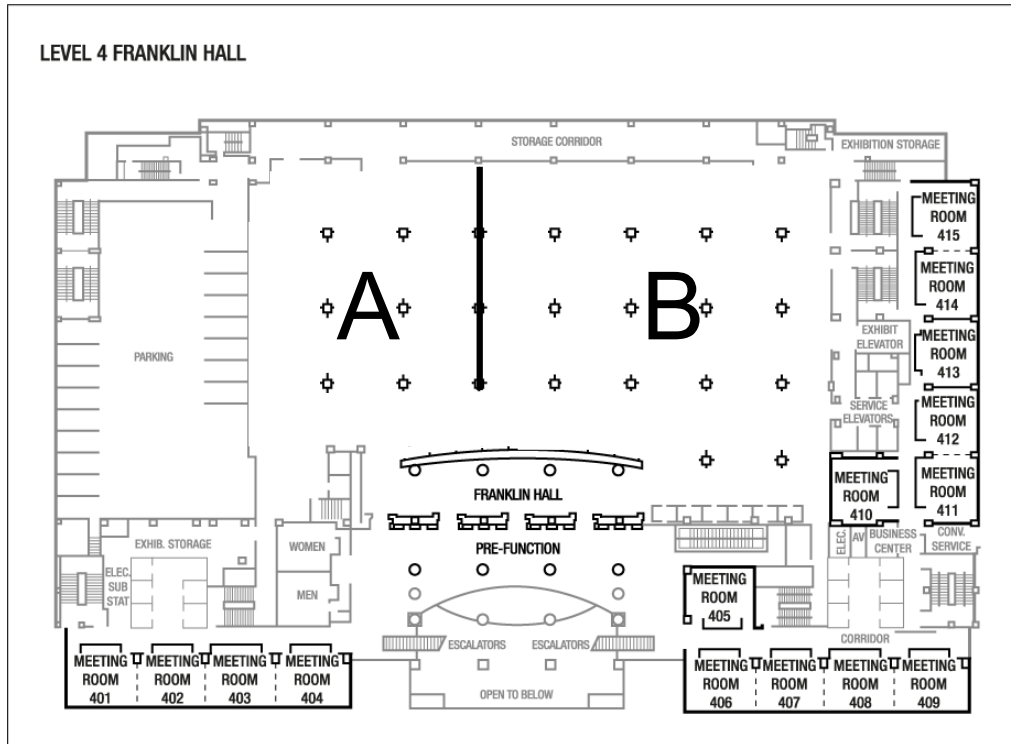 LEVEL 4 FRANKLIN HALL
STORAGE CORRIDOR
EXHIBITION STORAGE
MEETING
ROOM
415
MEETING
ROOM
414
A
B
EXHIBIT
ELEVATOR
MEETING
ROOM
413
PARKING
SERVICE
ELEVATORS
MEETING
ROOM
412
MEETING
ROOM
410
MEETING
ROOM
411
FRANKLIN HALL
PRE-FUNCTION
EXHIB. STORAGE
WOMEN
ELEC.
SUB
STAT
MEN
ELEC.
AV
BUSINESS
CENTER
CONV.
SERVICE
MEETING
ROOM
405
ESCALATORS
ESCALATORS
CORRIDOR
OPEN TO BELOW
MEETING
ROOM
401
MEETING
ROOM
402
MEETING
ROOM
403
MEETING
ROOM
404
MEETING
ROOM
406
MEETING
ROOM
407
MEETING
ROOM
408
MEETING
ROOM
409